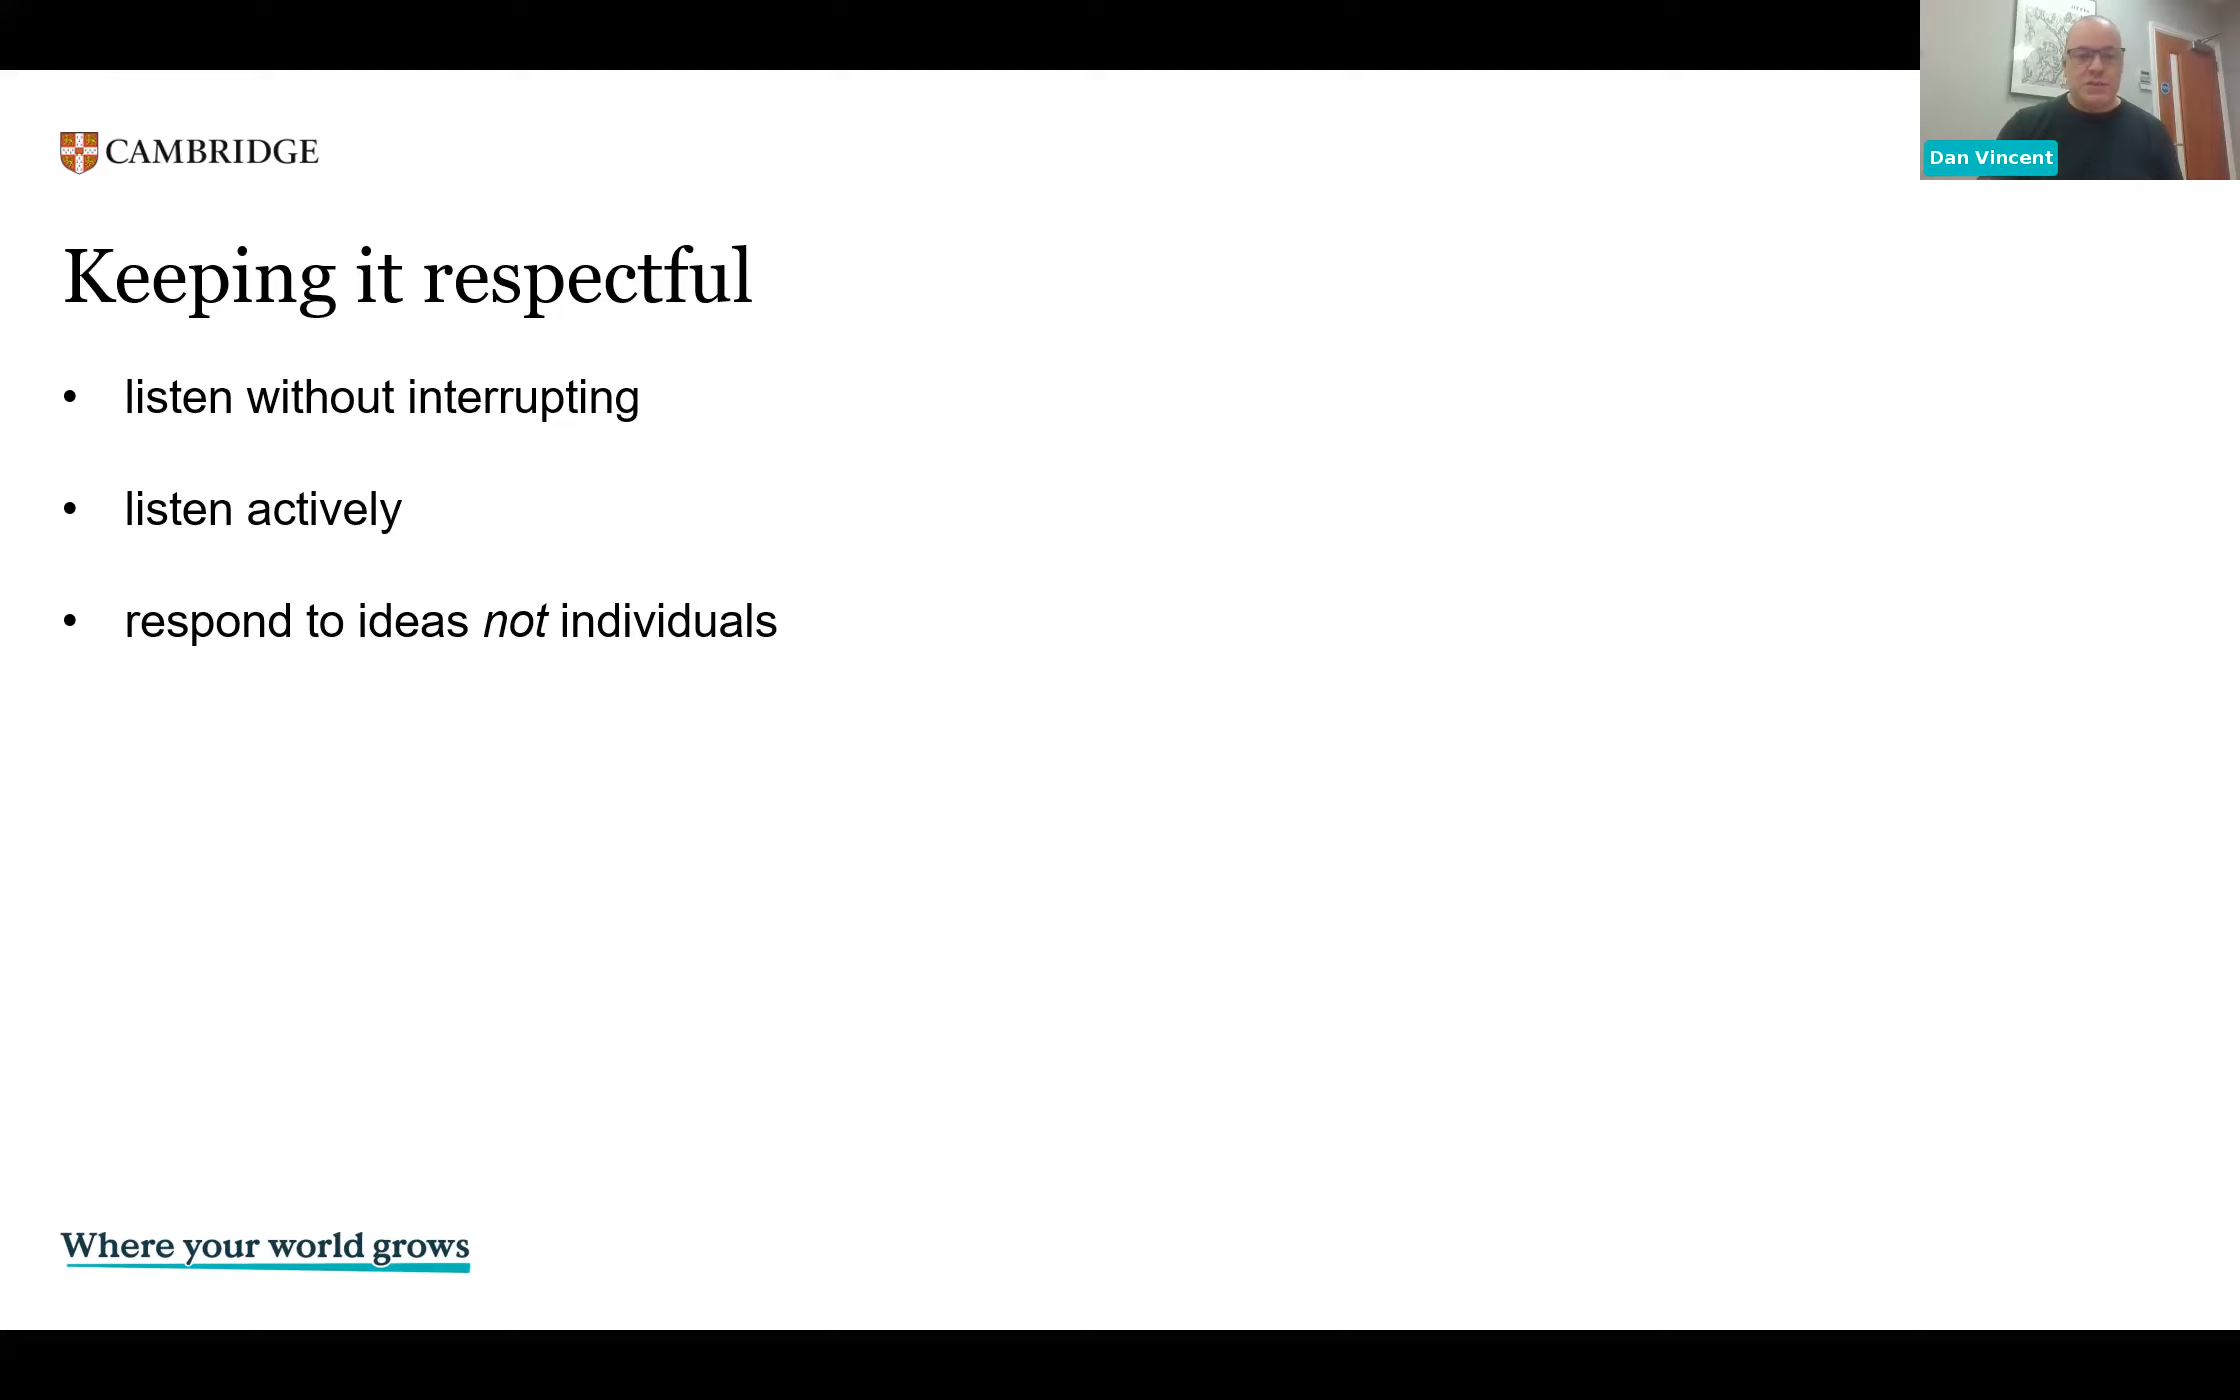 CAMBRIDGE
Dan Vincent
Keeping it respectful
• listen without interrupting
• listen actively
• respond to ideas not individuals
Where your world grows